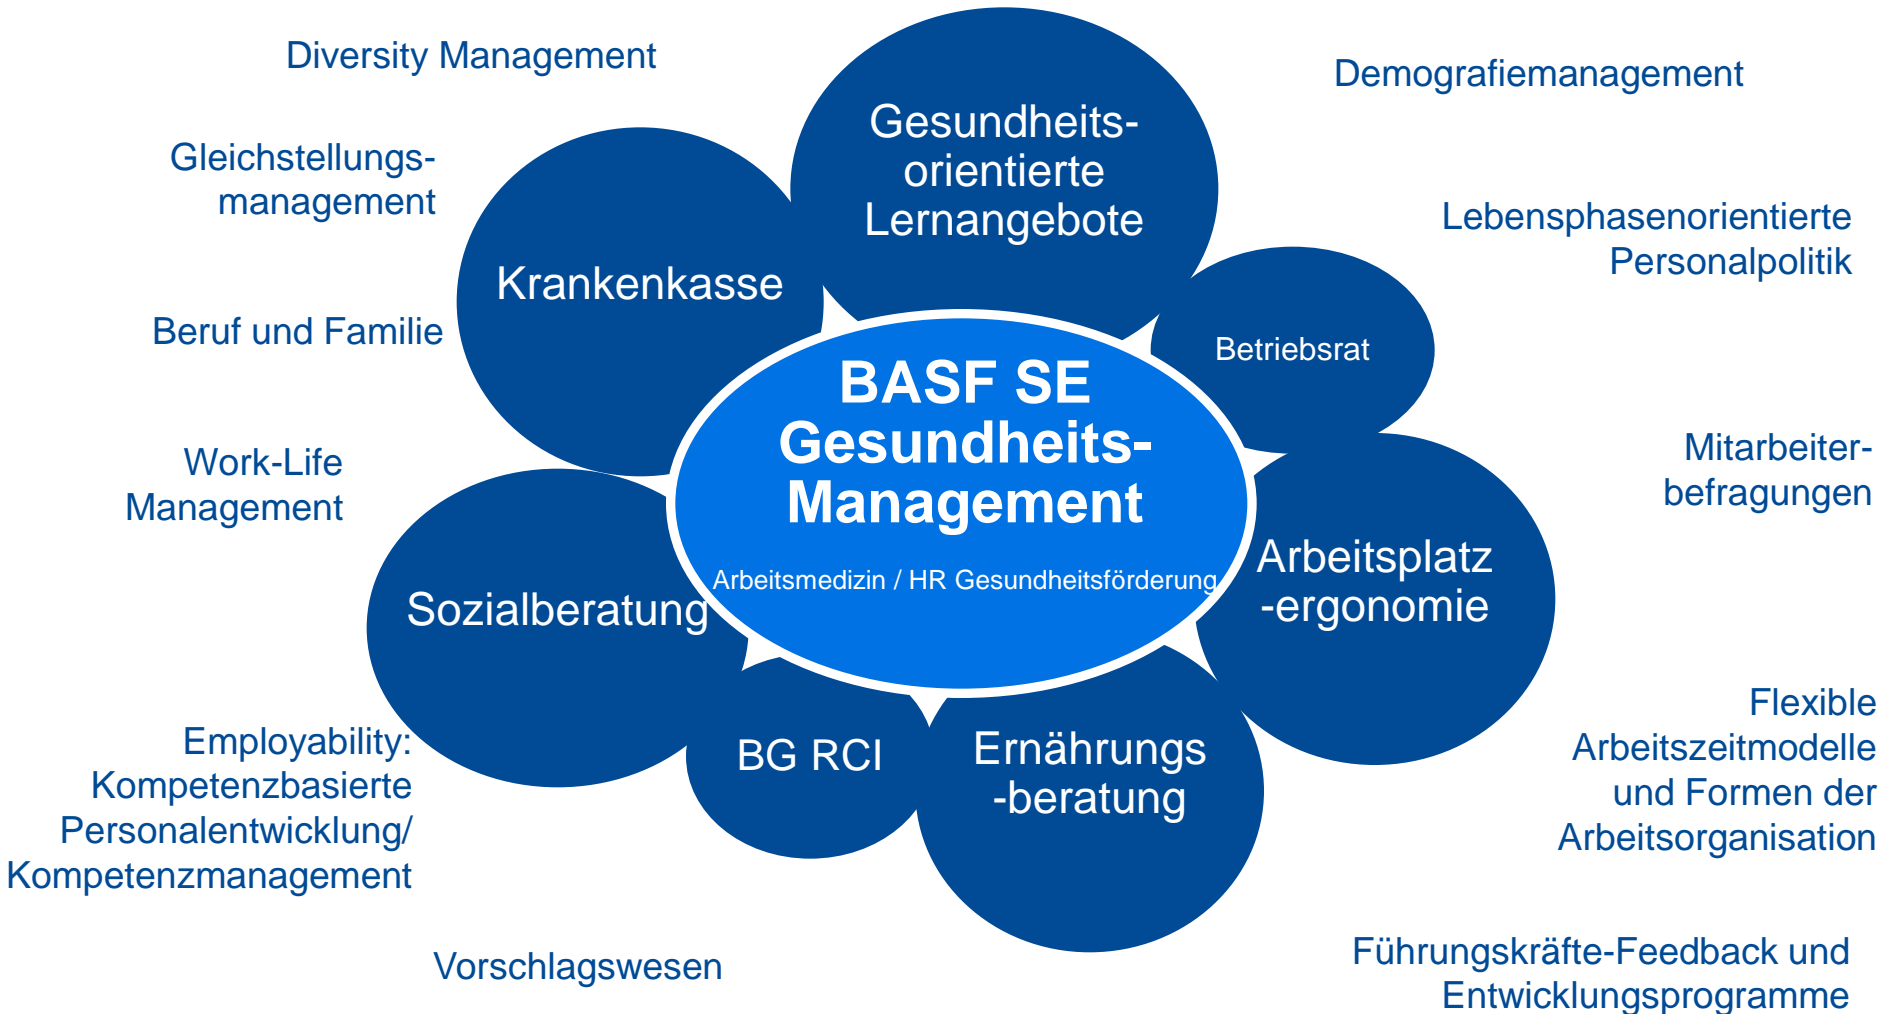 Diversity Management
Demografiemanagement
Gesundheits-
orientierte
Lernangebote
Gleichstellungs-
management
Lebensphasenorientierte
Personalpolitik
Krankenkasse
Beruf und Familie
Betriebsrat
BASF SE
Gesundheits-
Management
Arbeitsmedizin / HR Gesundheitsförderung
Work-Life
Management
Mitarbeiter-
befragungen
Arbeitsplatz
-ergonomie
Sozialberatung
BG RCI
Ernährungs
-beratung
Employability:
Kompetenzbasierte
Personalentwicklung/
Kompetenzmanagement
Flexible
Arbeitszeitmodelle
und Formen der
Arbeitsorganisation
Vorschlagswesen
Führungskräfte-Feedback und
Entwicklungsprogramme